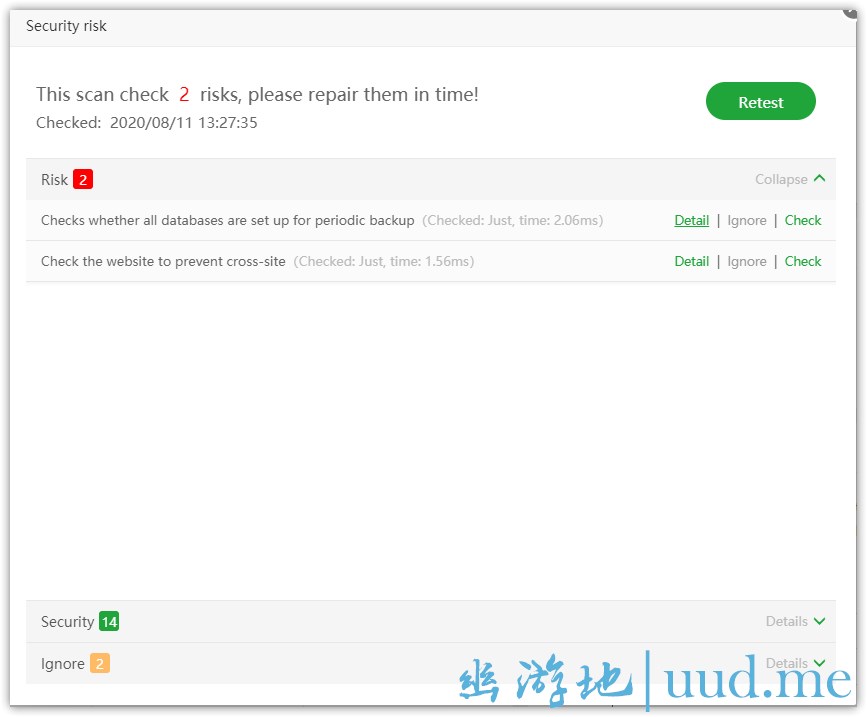 Security risk
This scan check 2 risks, please repair them in time!
Retest
Checked: 2020/08/11 13:27:35
Risk 2 Collapse
Checks whether all databases are set up for periodic backup (Checked: Just, time: 2.06ms) Detail | Ignore | Check
Check the website to prevent cross-site (Checked: Just, time: 1.56ms) Detail | Ignore | Check
Security 14 Details
Ignore 2 Details
幽游地|uud.me